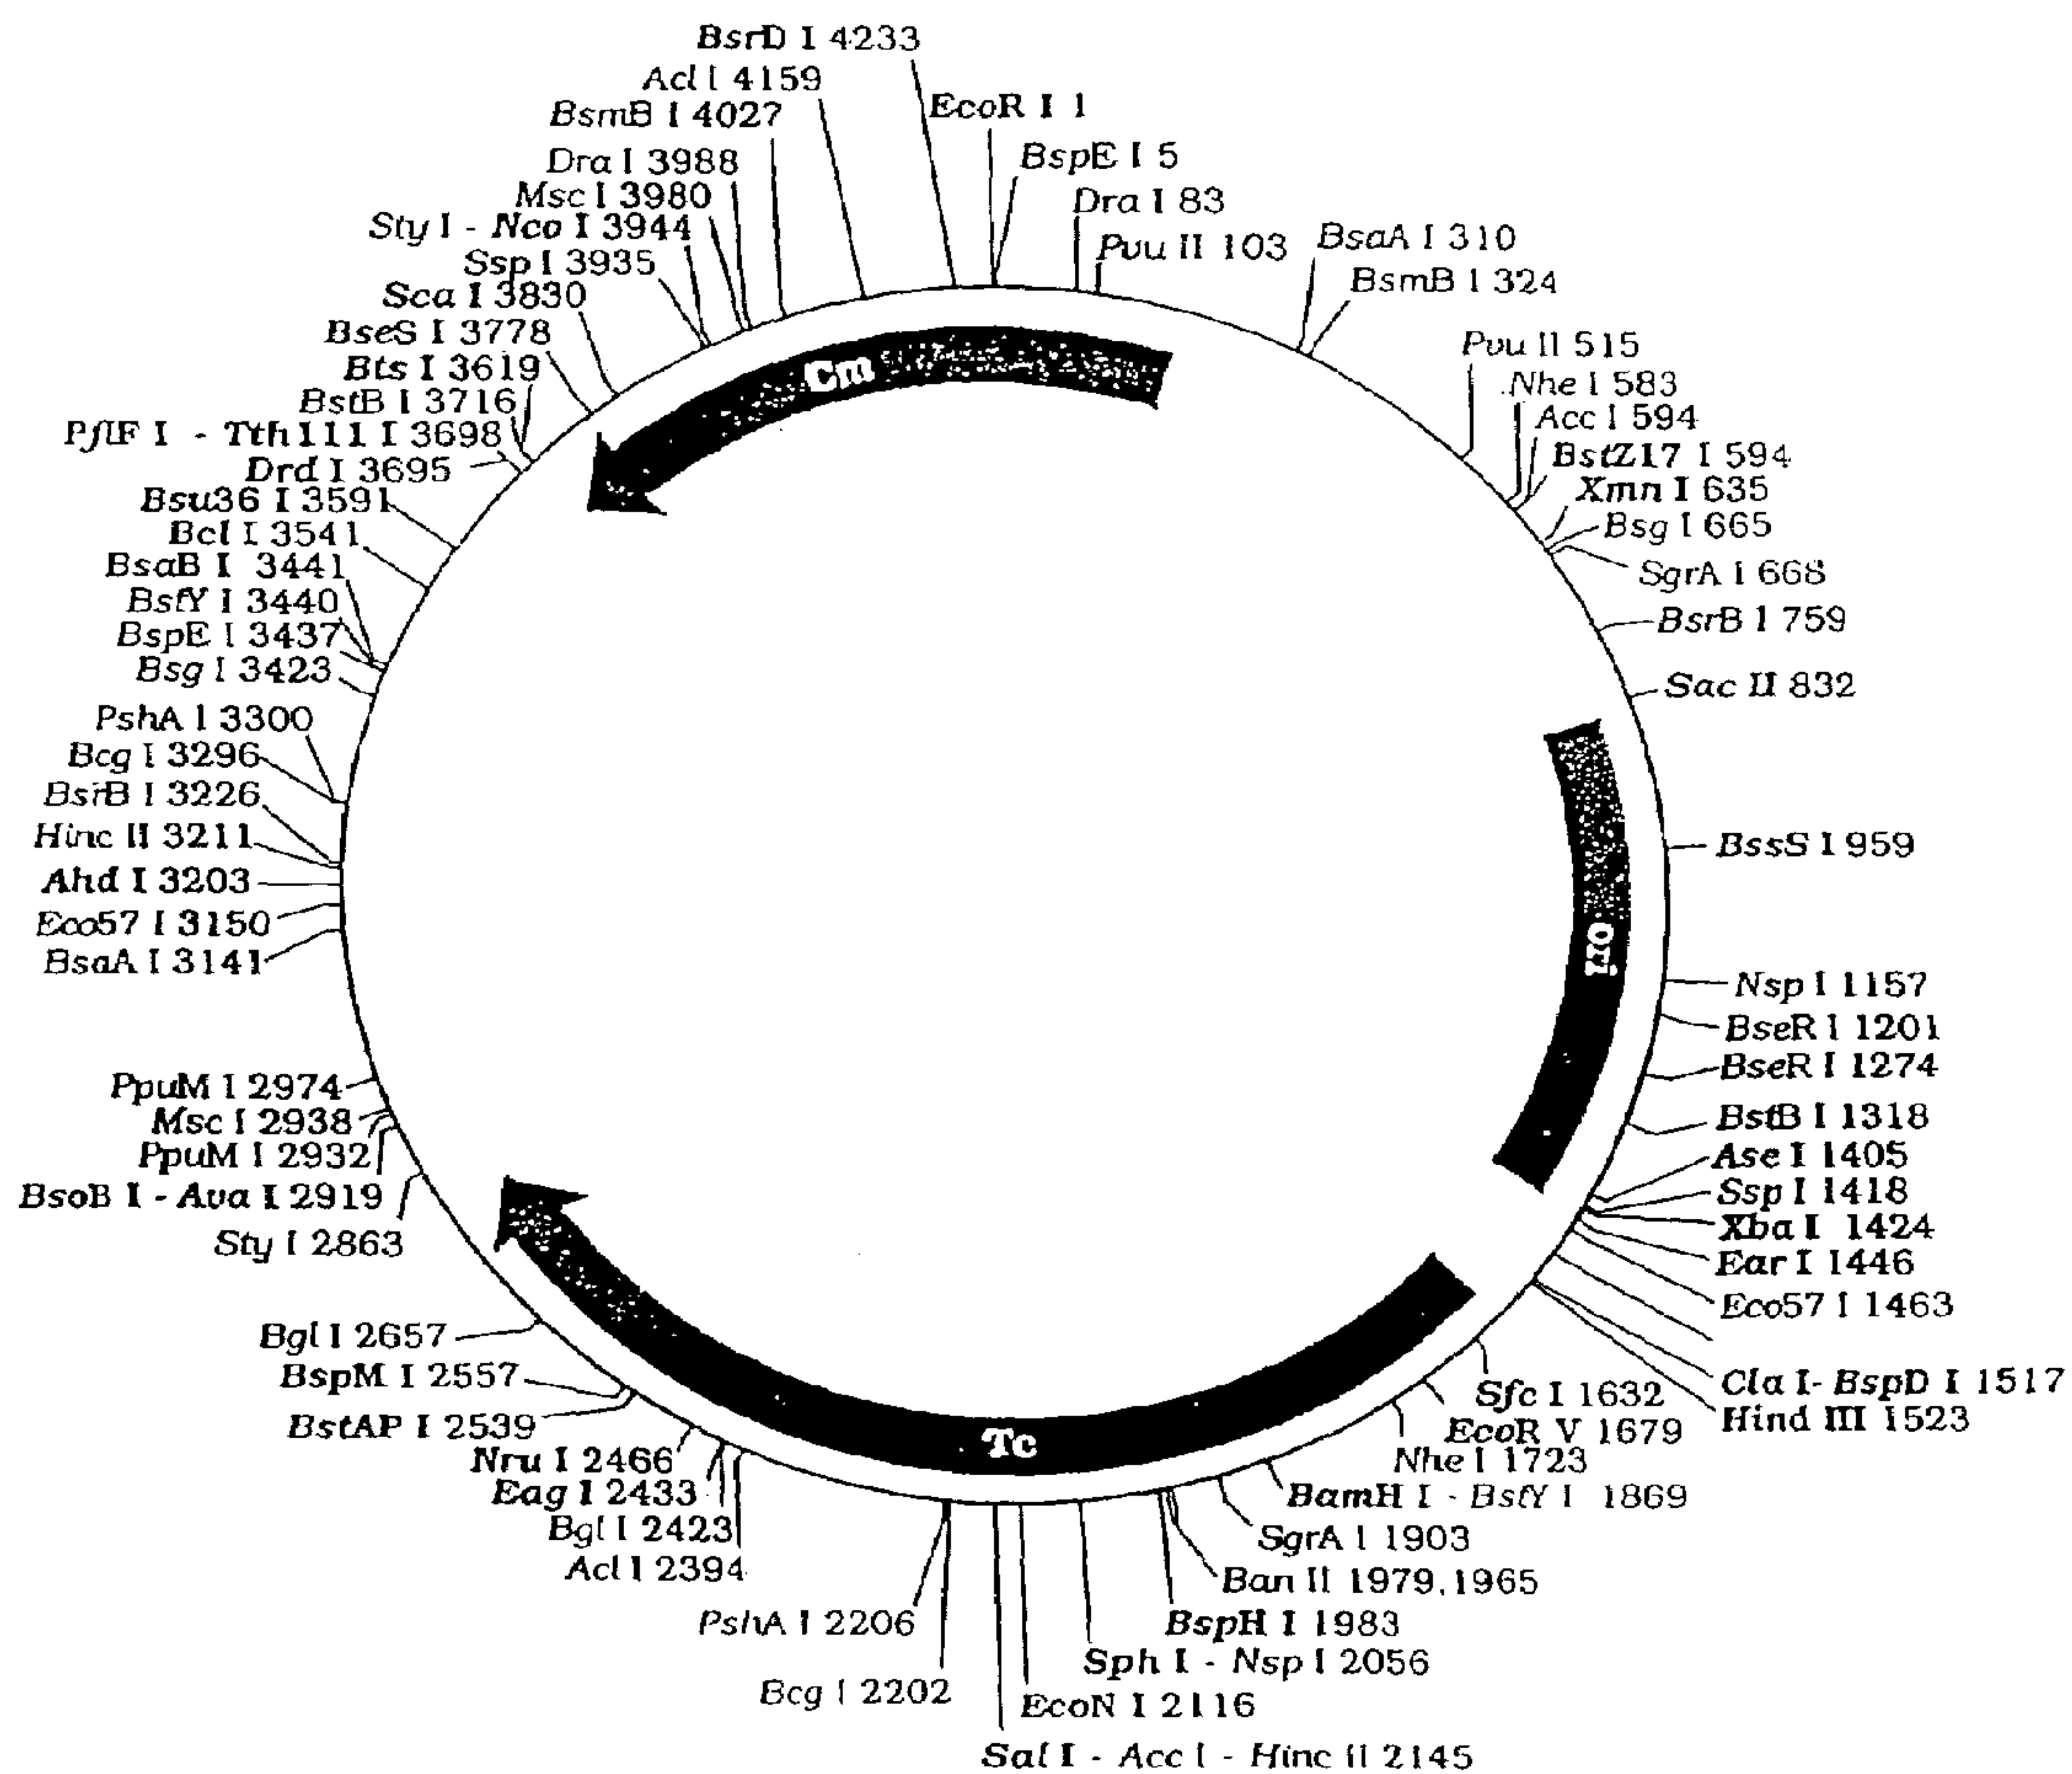 BsrD I 4233
Acl I 4159
BsmB I 4027
Dra I 3988
Msc I 3980
Sty I - Nco I 3944
Ssp I 3935
Sca I 3830
BseS I 3778
Bts I 3619
BstB I 3716
PflF I - Tth111 I 3698
Drd I 3695
Bsu36 I 3591
Bcl I 3541
BsaB I 3441
BstY I 3440
BspE I 3437
Bsg I 3423
PshA I 3300
Bcg I 3296
BsrB I 3226
Hinc II 3211
Ahd I 3203
Eco57 I 3150
BsaA I 3141
PpuM I 2974
Msc I 2938
PpuM I 2932
BsoB I - Ava I 2919
Sty I 2863
Bgl I 2657
BspM I 2557
BstAP I 2539
Nru I 2466
Eag I 2433
Bgl I 2423
Acl I 2394
PshA I 2206
Bcg I 2202
EcoR I 1
BspE I 5
Dra I 83
Pvu II 103
BsaA I 310
BsmB I 324
Pvu II 515
Nhe I 583
Acc I 594
BstZ17 I 594
Xmn I 635
Bsg I 665
SgrA I 668
BsrB I 759
Sac II 832
BssS I 959
Nsp I 1157
BseR I 1201
BseR I 1274
BstB I 1318
Ase I 1405
Ssp I 1418
Xba I 1424
Ear I 1446
Eco57 I 1463
Cla I - BspD I 1517
Hind III 1523
Sfc I 1632
EcoR V 1679
Nhe I 1723
BamH I - BstY I 1869
SgrA I 1903
Ban II 1979,1965
BspH I 1983
Sph I - Nsp I 2056
EcoN I 2116
Sal I - Acc I - Hinc II 2145
Cm
ori
Tc